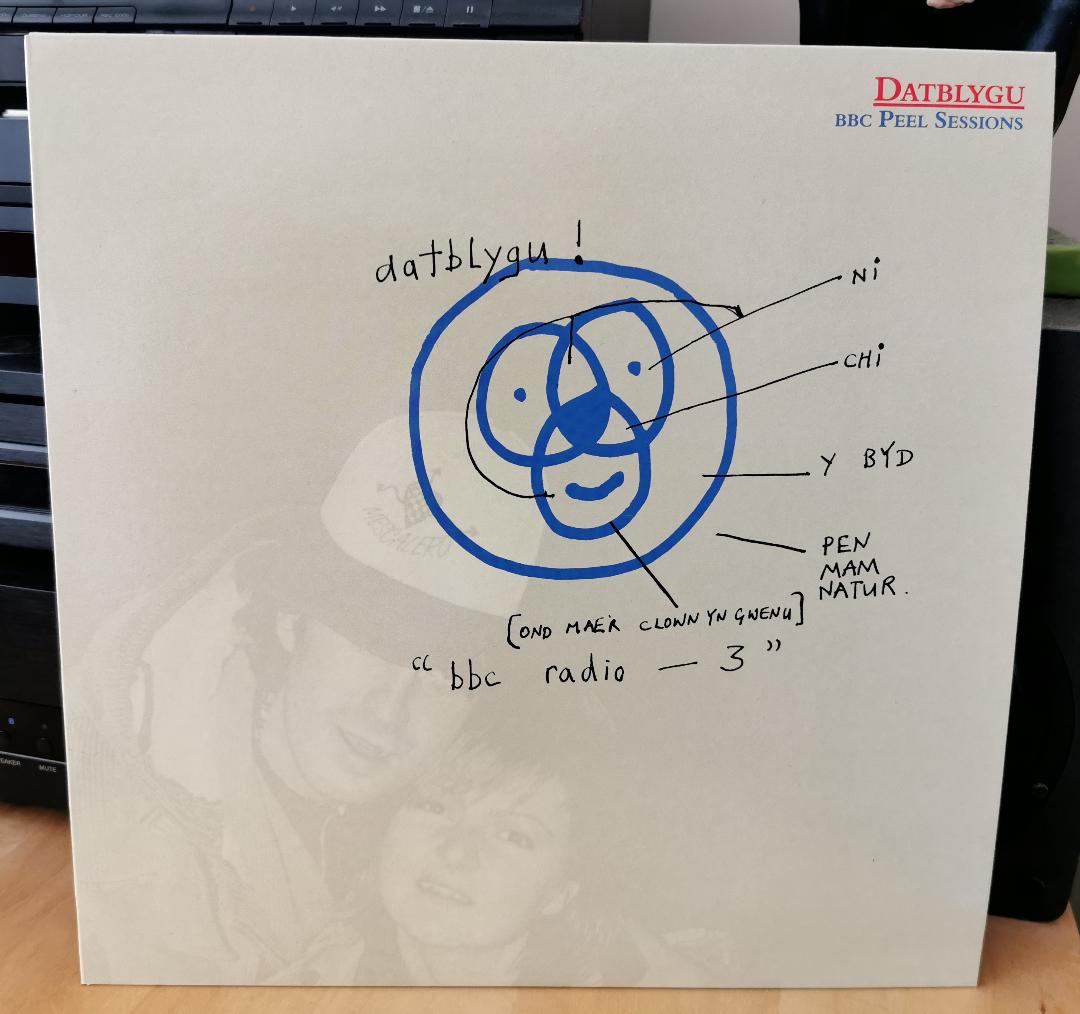 DATBLYGU
BBC PEEL SESSIONS
datblygu!
Ni
CHi
Y BYD
PEN
MAM
NATUR.
[OND MAE'R CLOWN YN GWENU]
“bbc radio — 3”
MESCALERO
MUTE